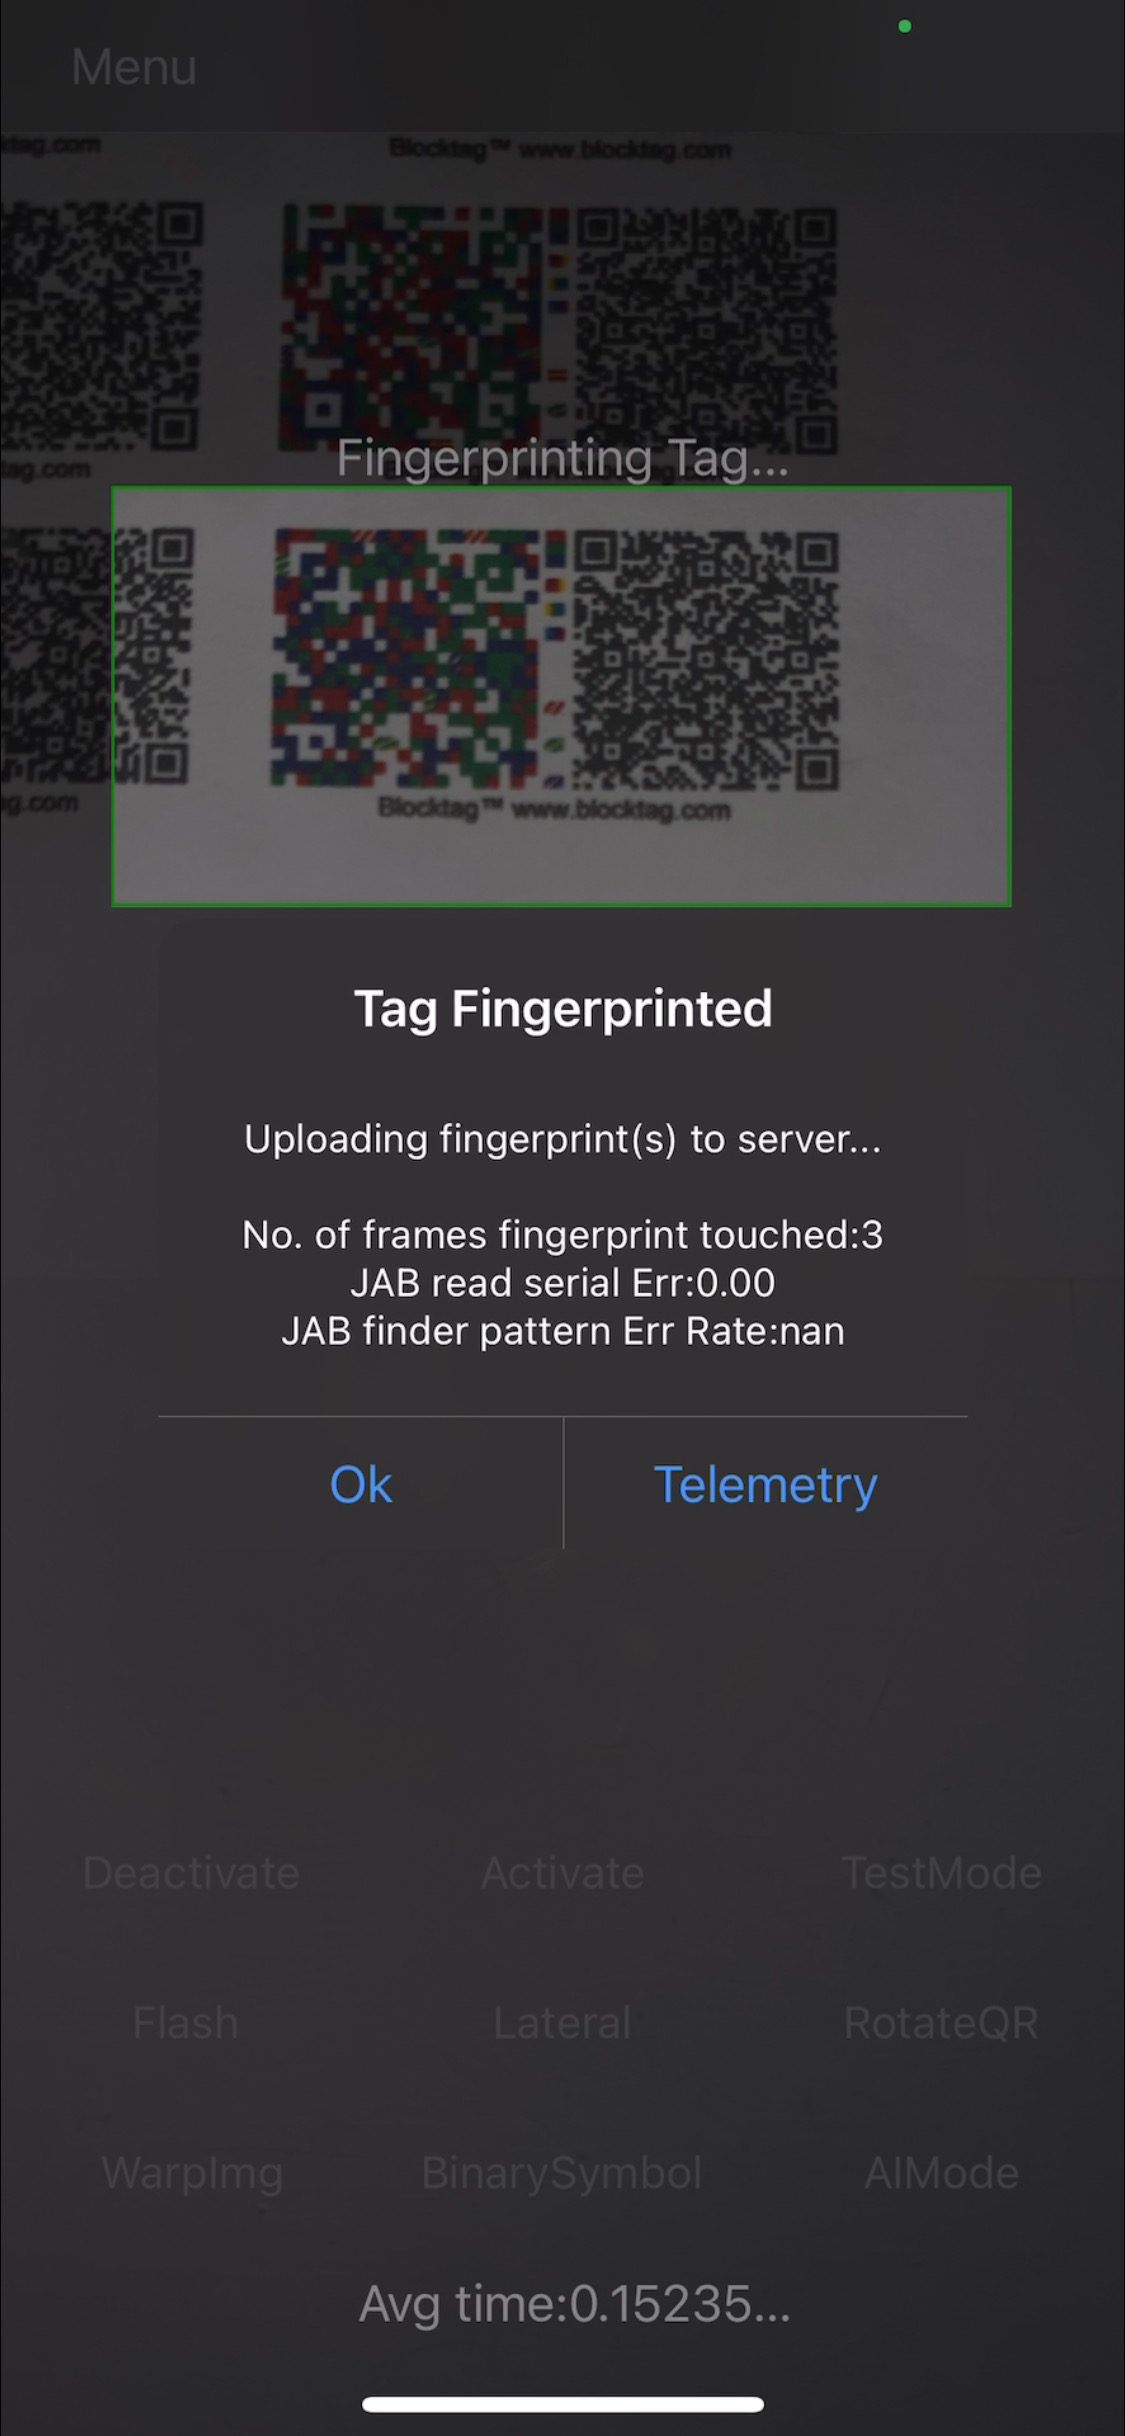 Menu
ktag.com
Blocktag™ www.blocktag.com
tag.com
Fingerprinting Tag...
ag.com
Blocktag™ www.blocktag.com
Tag Fingerprinted
Uploading fingerprint(s) to server...
No. of frames fingerprint touched:3
JAB read serial Err:0.00
JAB finder pattern Err Rate:nan
Ok
Telemetry
Deactivate
Activate
TestMode
Flash
Lateral
RotateQR
WarpImg
BinarySymbol
AIMode
Avg time:0.15235...